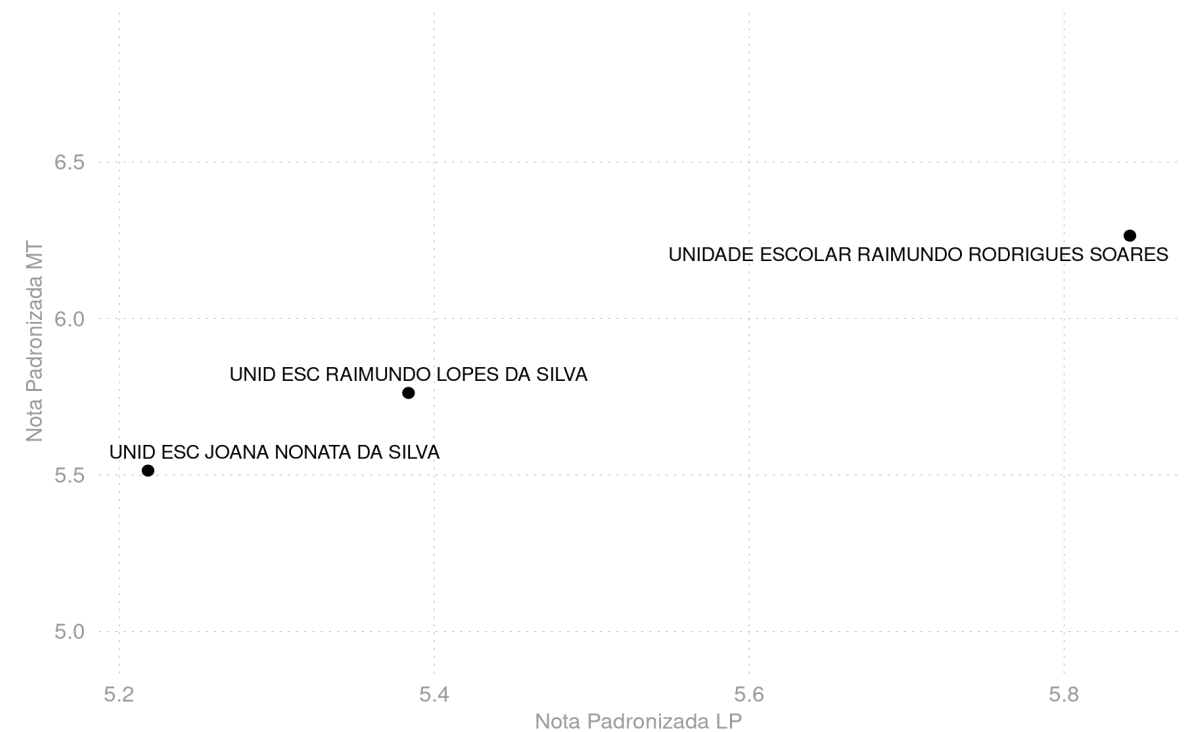 6.5
UNIDADE ESCOLAR RAIMUNDO RODRIGUES SOARES
6.0
Nota Padronizada MT
UNID ESC RAIMUNDO LOPES DA SILVA
UNID ESC JOANA NONATA DA SILVA
5.5
5.0
5.2 5.4 5.6 5.8
Nota Padronizada LP